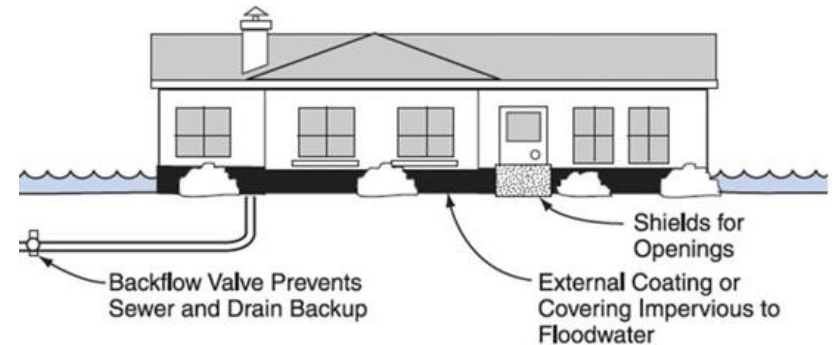 Shields for
Openings
Backflow Valve Prevents
Sewer and Drain Backup
External Coating or
Covering Impervious to
Floodwater